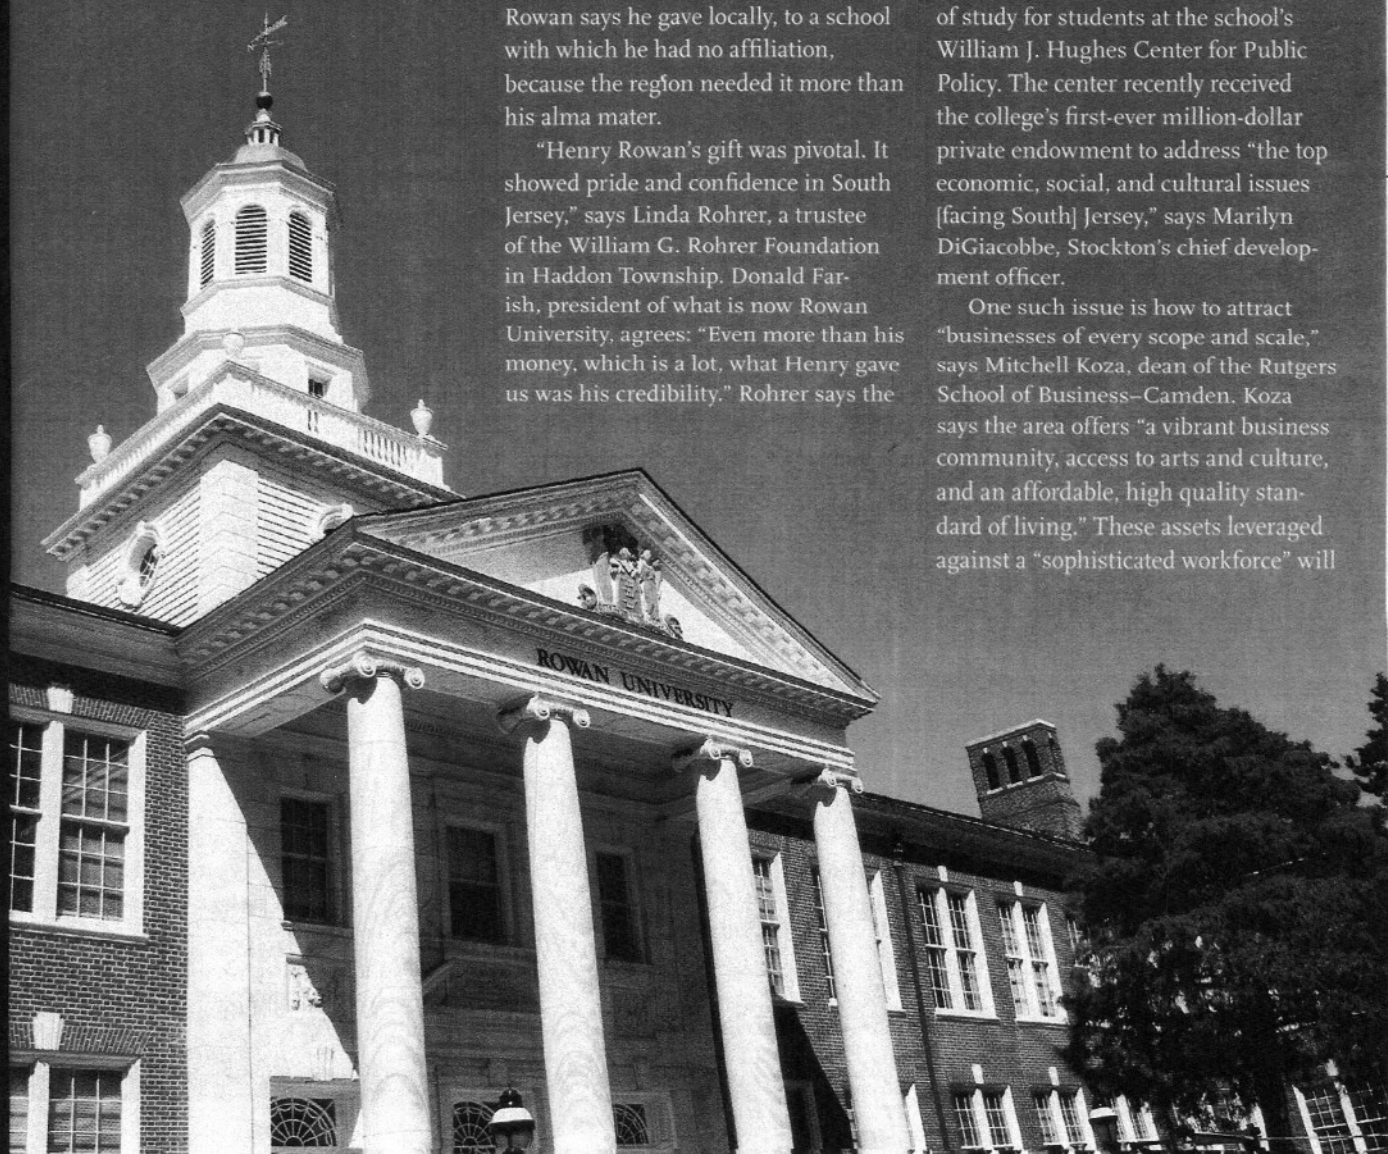 Rowan says he gave locally, to a school
with which he had no affiliation,
because the region needed it more than
his alma mater.
“Henry Rowan’s gift was pivotal. It
showed pride and confidence in South
Jersey,” says Linda Rohrer, a trustee
of the William G. Rohrer Foundation
in Haddon Township. Donald Far-
ish, president of what is now Rowan
University, agrees: “Even more than his
money, which is a lot, what Henry gave
us was his credibility.” Rohrer says the
of study for students at the school’s
William J. Hughes Center for Public
Policy. The center recently received
the college’s first-ever million-dollar
private endowment to address “the top
economic, social, and cultural issues
[facing South] Jersey,” says Marilyn
DiGiacobbe, Stockton’s chief develop-
ment officer.
One such issue is how to attract
“businesses of every scope and scale,”
says Mitchell Koza, dean of the Rutgers
School of Business–Camden. Koza
says the area offers “a vibrant business
community, access to arts and culture,
and an affordable, high quality stan-
dard of living.” These assets leveraged
against a “sophisticated workforce” will
ROWAN UNIVERSITY